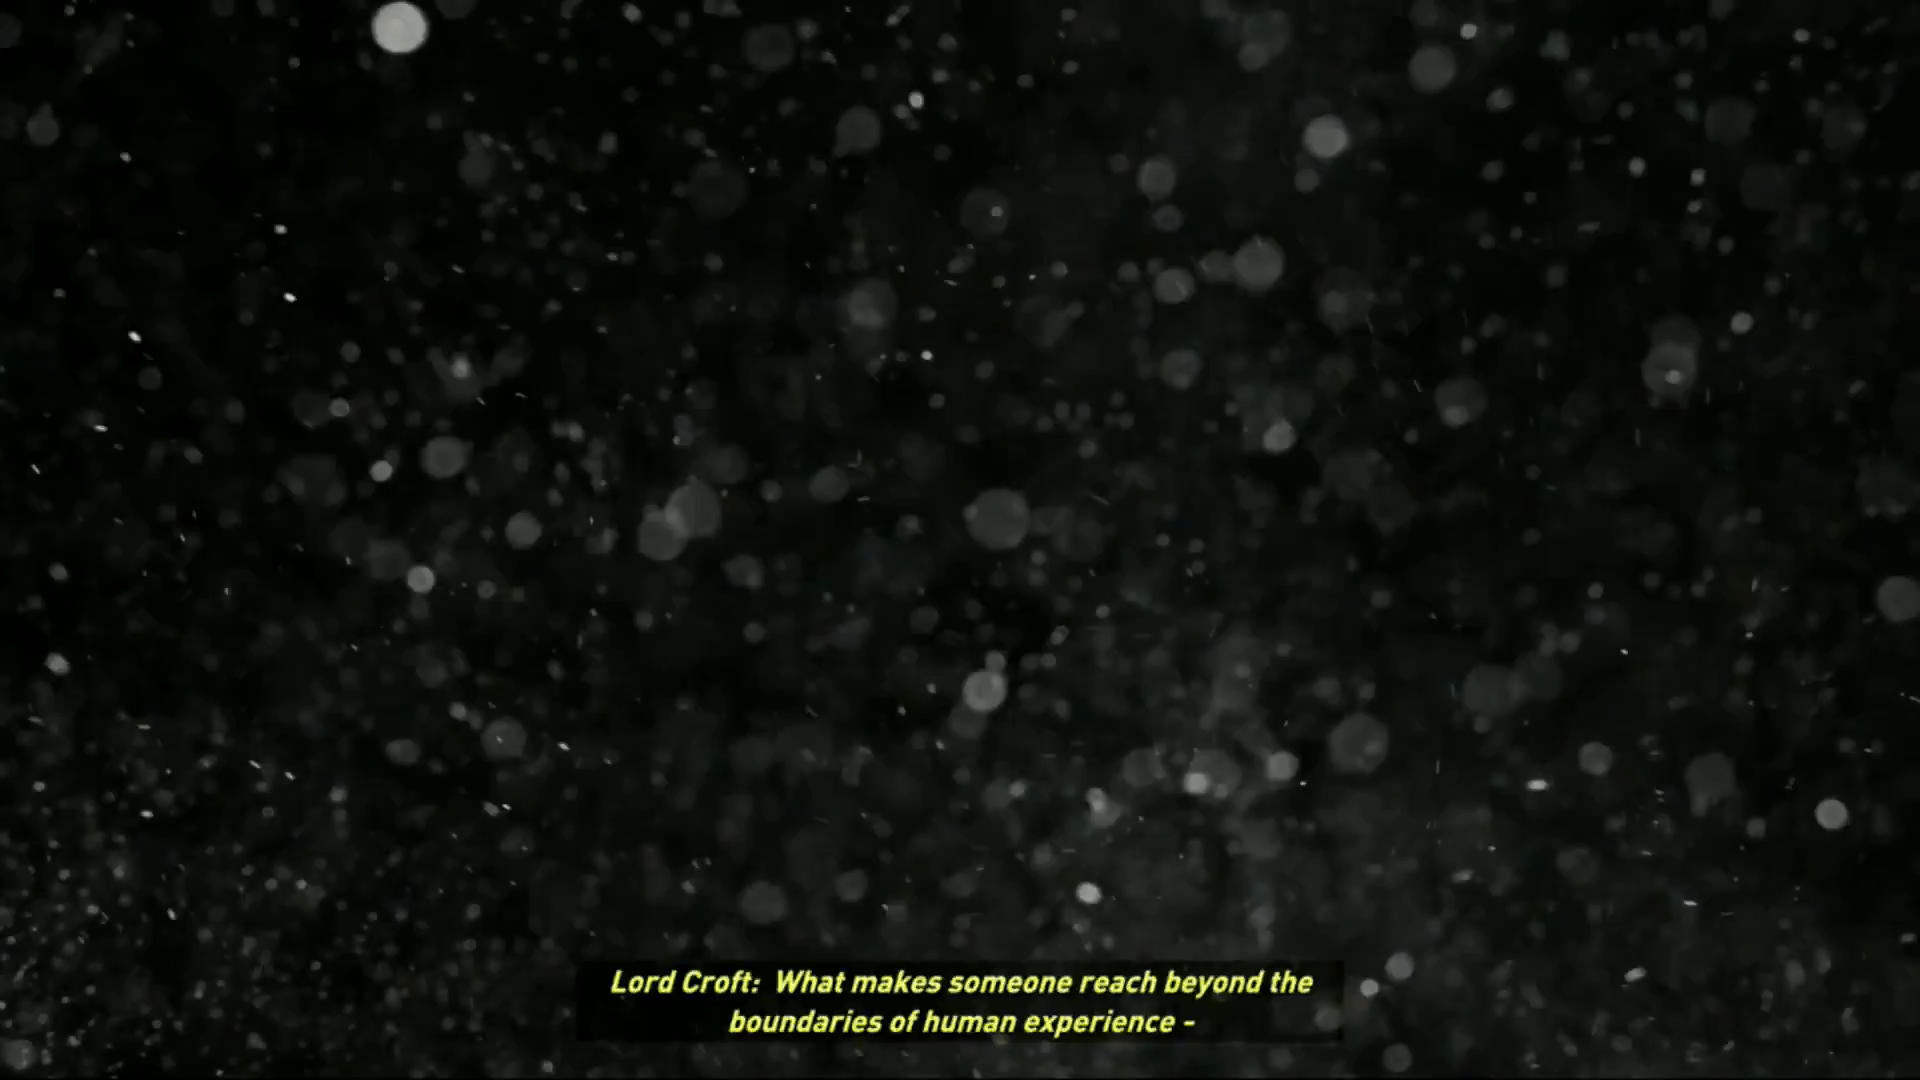 Lord Croft: What makes someone reach beyond the
boundaries of human experience -